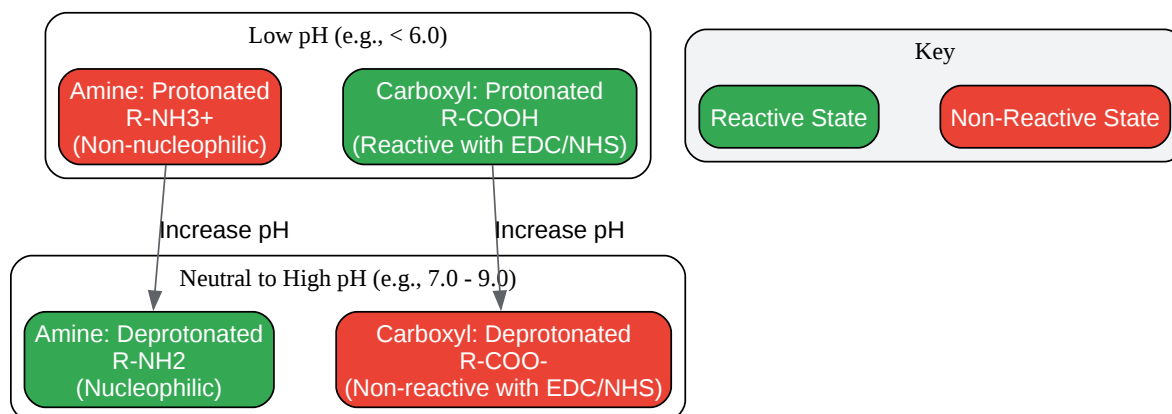 Low pH (e.g., < 6.0)
Amine: Protonated
R-NH3+
(Non-nucleophilic)
Carboxyl: Protonated
R-COOH
(Reactive with EDC/NHS)
Key
Reactive State
Non-Reactive State
Increase pH
Increase pH
Neutral to High pH (e.g., 7.0 - 9.0)
Amine: Deprotonated
R-NH2
(Nucleophilic)
Carboxyl: Deprotonated
R-COO-
(Non-reactive with EDC/NHS)